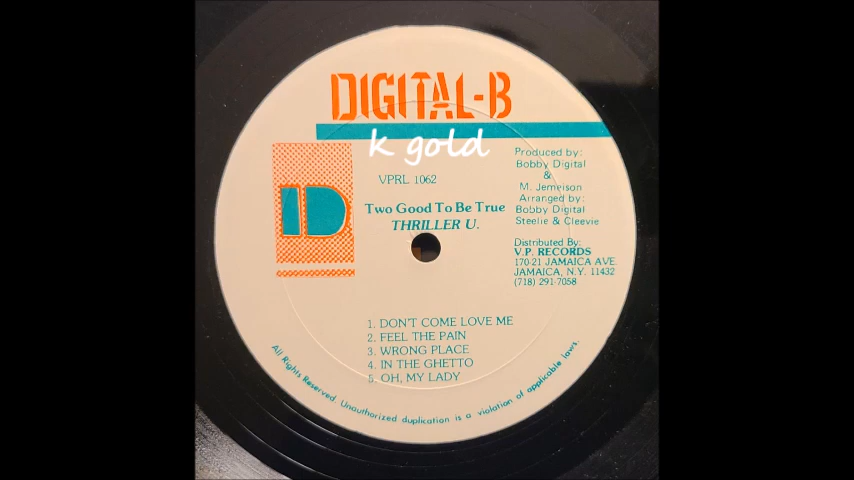 DIGITAL-B
k gold
VPRL 1062
Two Good To Be True
THRILLER U.
Produced by:
Bobby Digital
&
M. Jemeison
Arranged by:
Bobby Digital
Steelie & Cleevie
Distributed By:
V.P. RECORDS
170-21 JAMAICA AVE.
JAMAICA, N.Y. 11432
(718) 291-7058
D
1. DON'T COME LOVE ME
2. FEEL THE PAIN
3. WRONG PLACE
4. IN THE GHETTO
5. OH, MY LADY
All Rights Reserved. Unauthorized duplication is a violation of applicable laws.